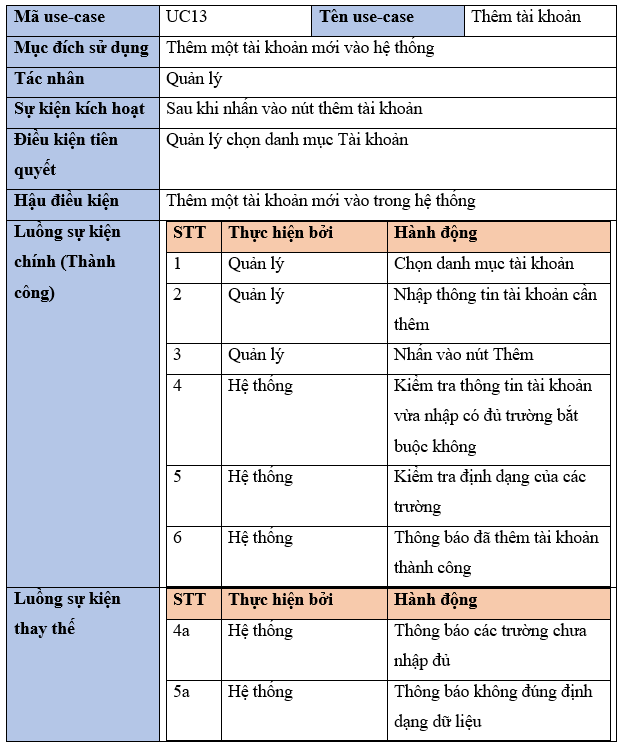 Mã use-case UC13 Tên use-case Thêm tài khoản
Mục đích sử dụng Thêm một tài khoản mới vào hệ thống
Tác nhân Quản lý
Sự kiện kích hoạt Sau khi nhấn vào nút thêm tài khoản
Điều kiện tiên Quản lý chọn danh mục Tài khoản
quyết
Hậu điều kiện Thêm một tài khoản mới vào trong hệ thống
Luồng sự kiện STT Thực hiện bởi Hành động
chính (Thành 1 Quản lý Chọn danh mục tài khoản
công) 2 Quản lý Nhập thông tin tài khoản cần
thêm
3 Quản lý Nhấn vào nút Thêm
4 Hệ thống Kiểm tra thông tin tài khoản
vừa nhập có đủ trường bắt
buộc không
5 Hệ thống Kiểm tra định dạng của các
trường
6 Hệ thống Thông báo đã thêm tài khoản
thành công
Luồng sự kiện STT Thực hiện bởi Hành động
thay thế 4a Hệ thống Thông báo các trường chưa
nhập đủ
5a Hệ thống Thông báo không đúng định
dạng dữ liệu